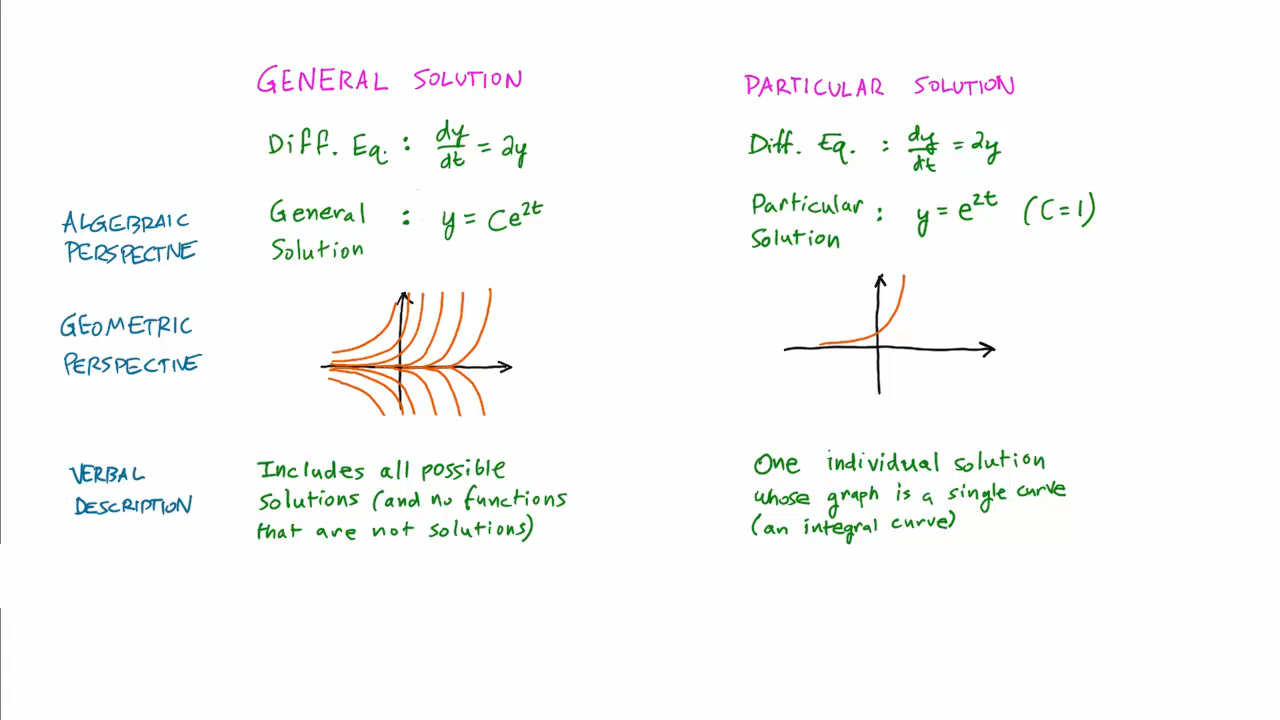 GENERAL SOLUTION
Diff. Eq. : dy/dt = 2y
ALGEBRAIC
PERSPECTIVE
General : y = Ce^2t
Solution
GEOMETRIC
PERSPECTIVE
VERBAL
DESCRIPTION
Includes all possible
solutions (and no functions
that are not solutions)
PARTICULAR SOLUTION
Diff. Eq. : dy/dt = 2y
Particular : y = e^2t (C=1)
Solution
One individual solution
whose graph is a single curve
(an integral curve)